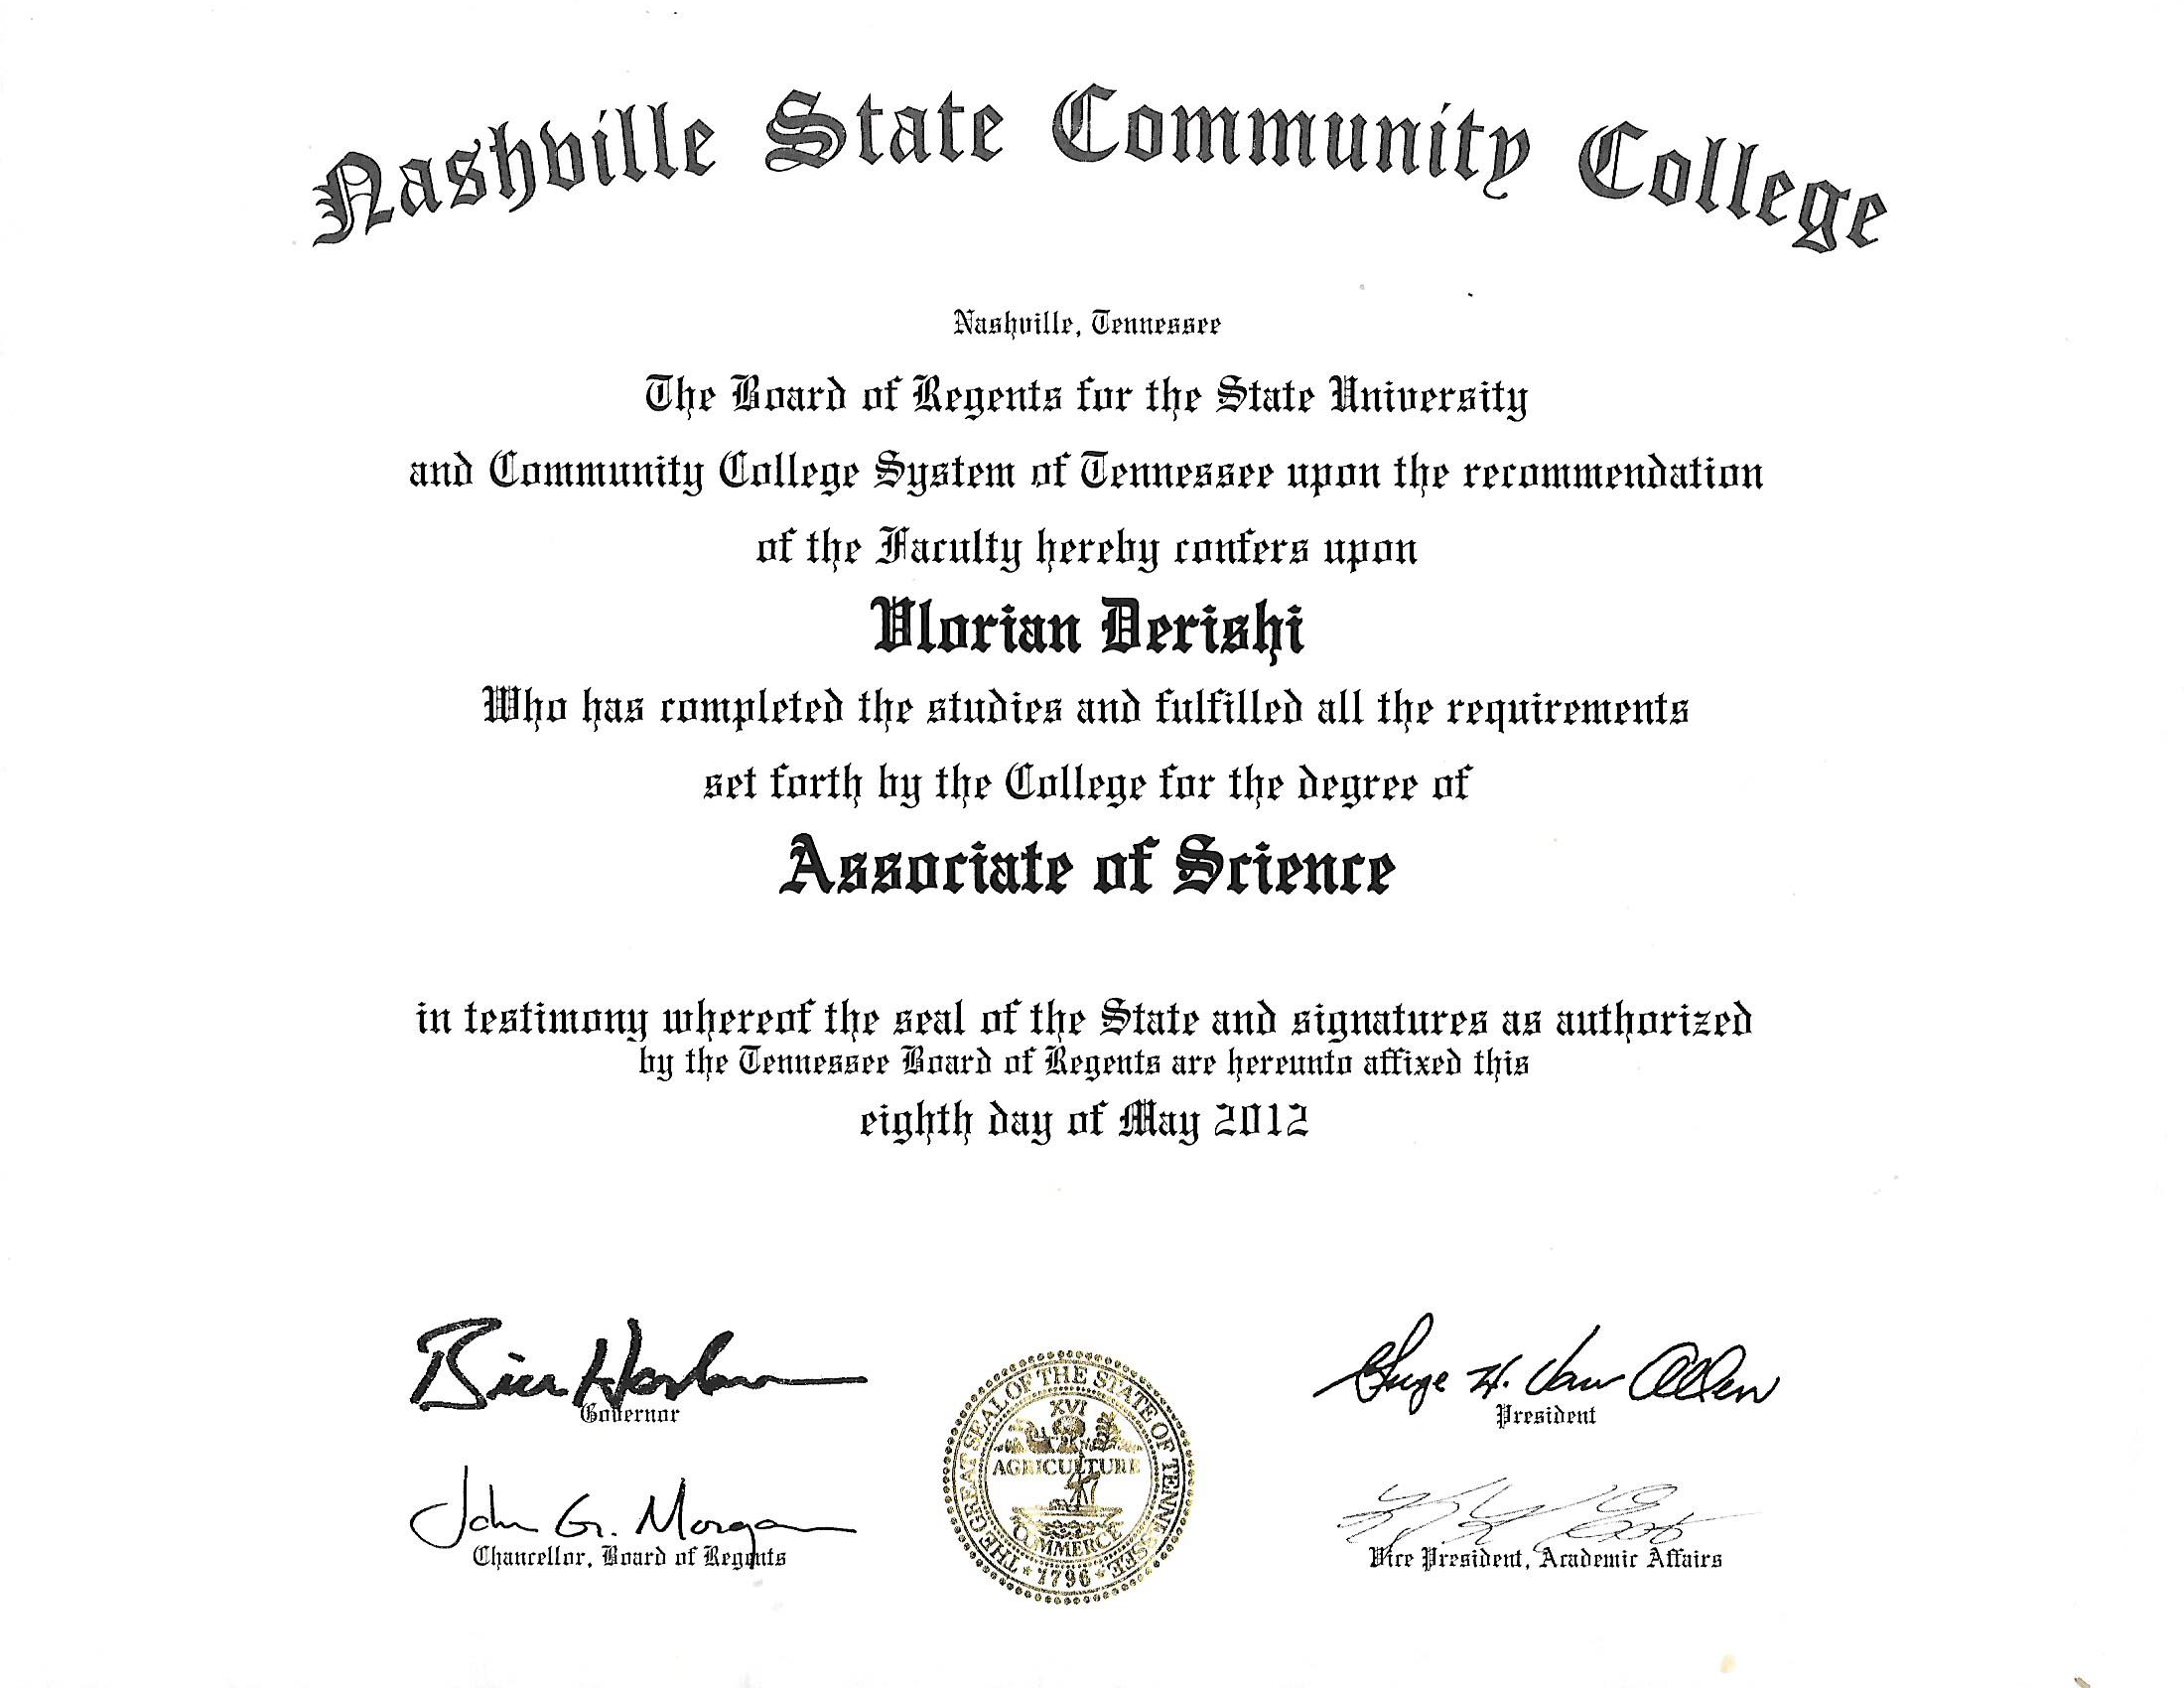 Nashville State Community College
Nashville, Tennessee
The Board of Regents for the State University
and Community College System of Tennessee upon the recommendation
of the Faculty hereby confers upon
Vlorian Derishi
Who has completed the studies and fulfilled all the requirements
set forth by the College for the degree of
Associate of Science
in testimony whereof the seal of the State and signatures as authorized
by the Tennessee Board of Regents are hereunto affixed this
eighth day of May 2012
Bill Haslam
Governor
George H. Van Allen
President
THE GREAT SEAL OF THE STATE OF TENNESSEE
XVI
AGRICULTURE
COMMERCE
1796
John G. Morgan
Chancellor, Board of Regents
Vice President, Academic Affairs